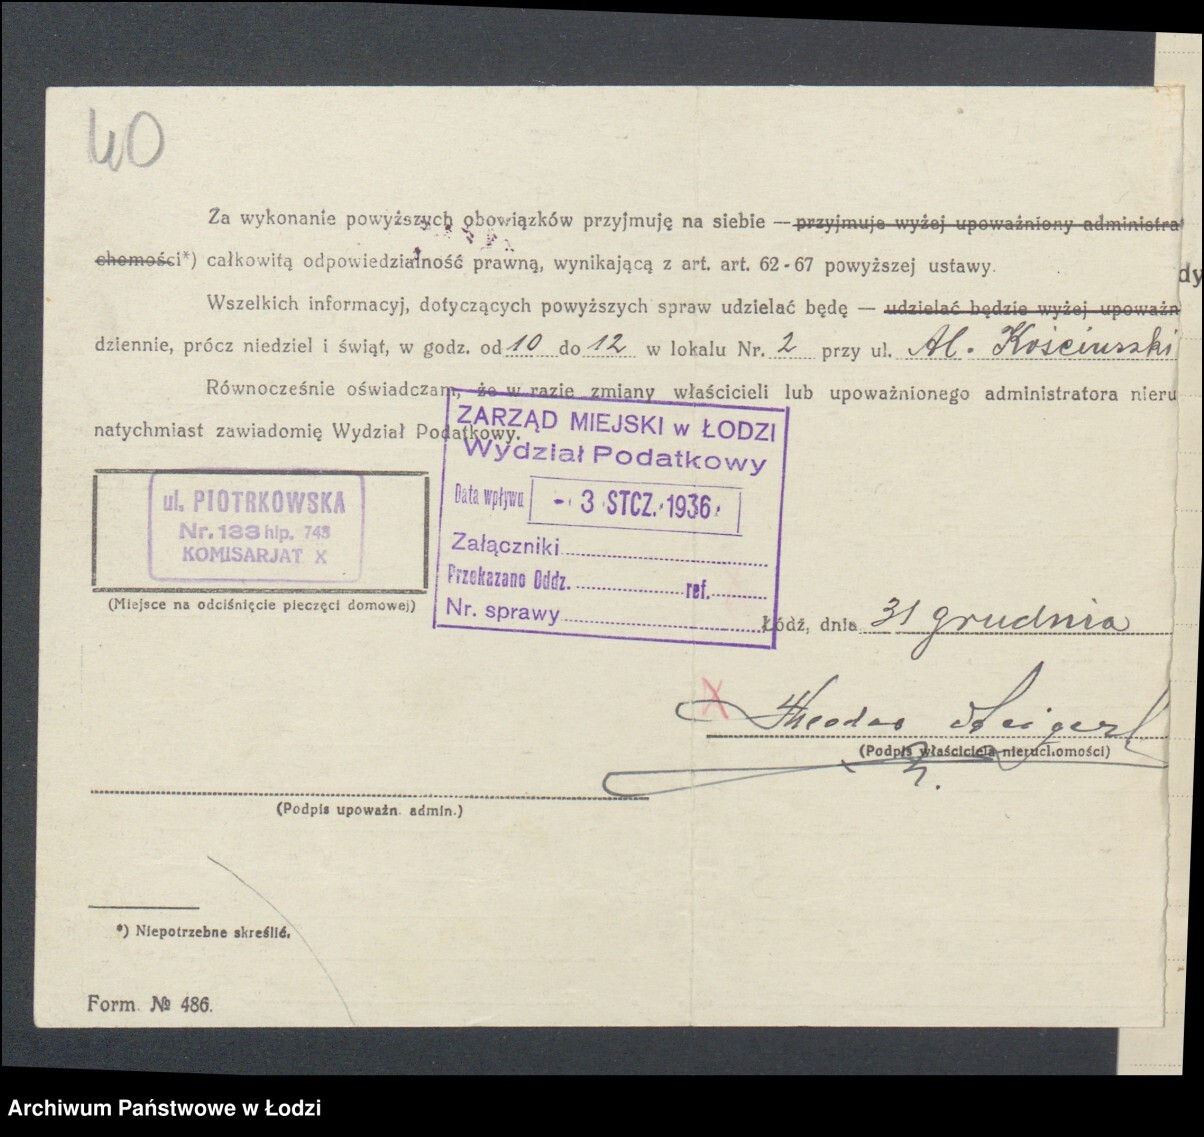 40
Za wykonanie powyższych obowiązków przyjmuję na siebie — przyjmuje wyżej upoważniony administra
chomości*) całkowitą odpowiedzialność prawną, wynikającą z art. art. 62-67 powyższej ustawy.
Wszelkich informacyj, dotyczących powyższych spraw udzielać będę — udzielać będzie wyżej upoważn
dziennie, prócz niedziel i świąt, w godz. od 10 do 12 w lokalu Nr. 2 przy ul. Al. Kościuszki
Równocześnie oświadczam, że w razie zmiany właścicieli lub upoważnionego administratora nieru
natychmiast zawiadomię Wydział Podatkowy.
ZARZĄD MIEJSKI w ŁODZI
Wydział Podatkowy
Data wpływu - 3 STCZ. 1936
Załączniki
Przekazano Oddz. ref.
Nr. sprawy
ul. PIOTRKOWSKA
Nr. 133 hip. 743
KOMISARJAT X
(Miejsce na odciśnięcie pieczęci domowej)
Łódź, dnia 31 grudnia
Theodor
(Podpis właściciela nieruchomości)
(Podpis upoważn. admin.)
*) Niepotrzebne skreślić.
Form. № 486.
dy
Archiwum Państwowe w Łodzi